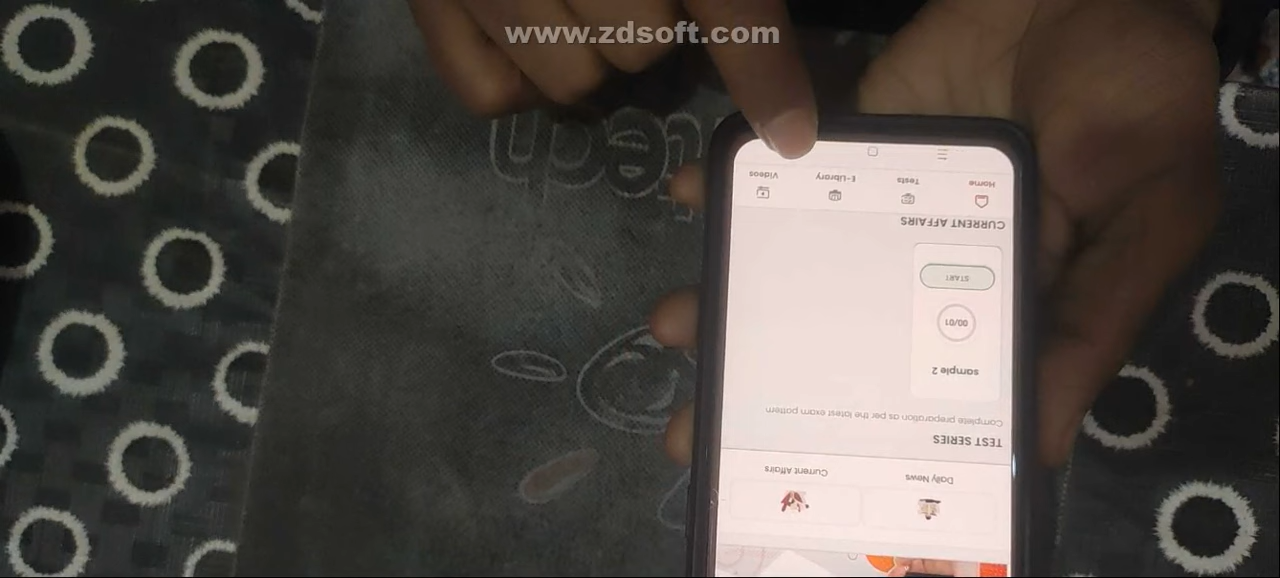 www.zdsoft.com
tech
Daily News
Current Affairs
TEST SERIES
Complete preparation as per the latest exam pattern
sample 2
00/01
START
CURRENT AFFAIRS
Home
Tests
E-Library
Videos